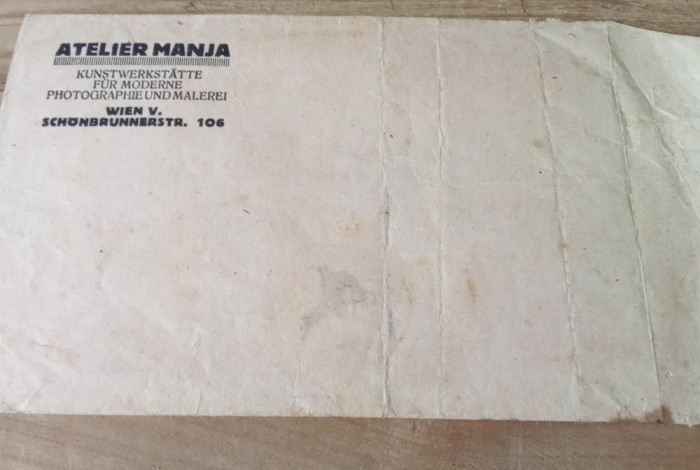 ATELIER MANJA
KUNSTWERKSTÄTTE
FÜR MODERNE
PHOTOGRAPHIE UND MALEREI
WIEN V.
SCHÖNBRUNNERSTR. 106